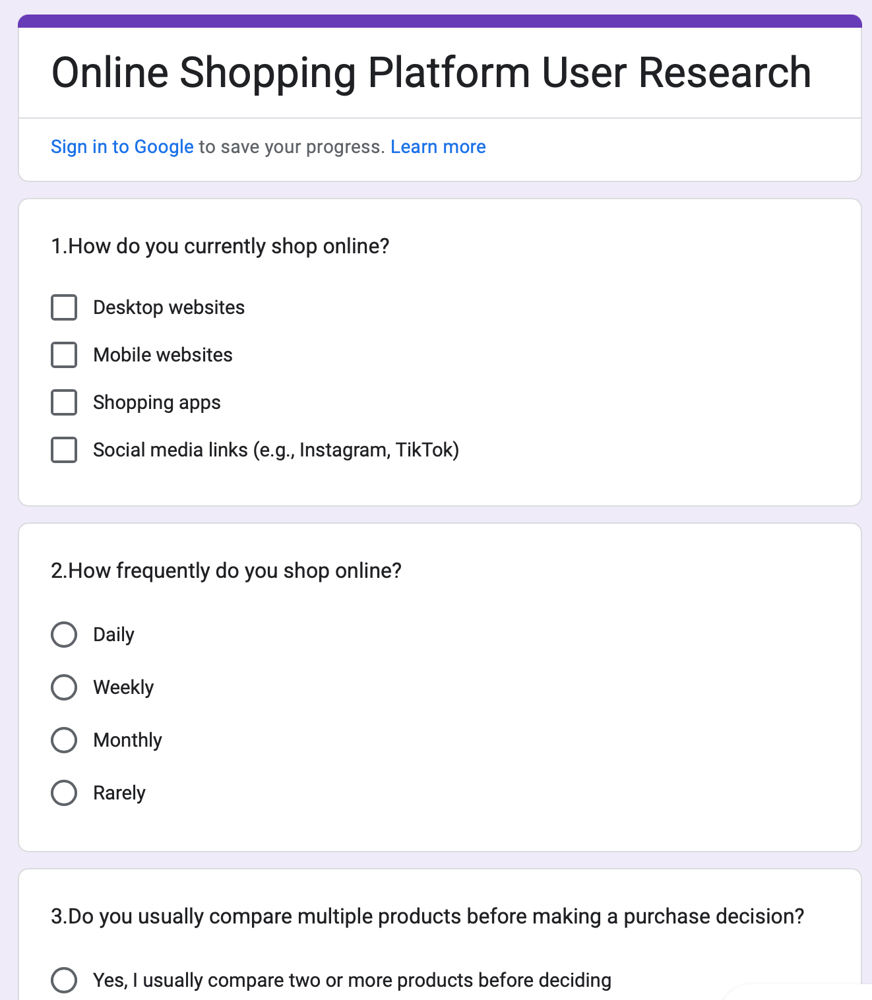 Online Shopping Platform User Research
Sign in to Google to save your progress. Learn more
1.How do you currently shop online?
Desktop websites
Mobile websites
Shopping apps
Social media links (e.g., Instagram, TikTok)
2.How frequently do you shop online?
Daily
Weekly
Monthly
Rarely
3.Do you usually compare multiple products before making a purchase decision?
Yes, I usually compare two or more products before deciding